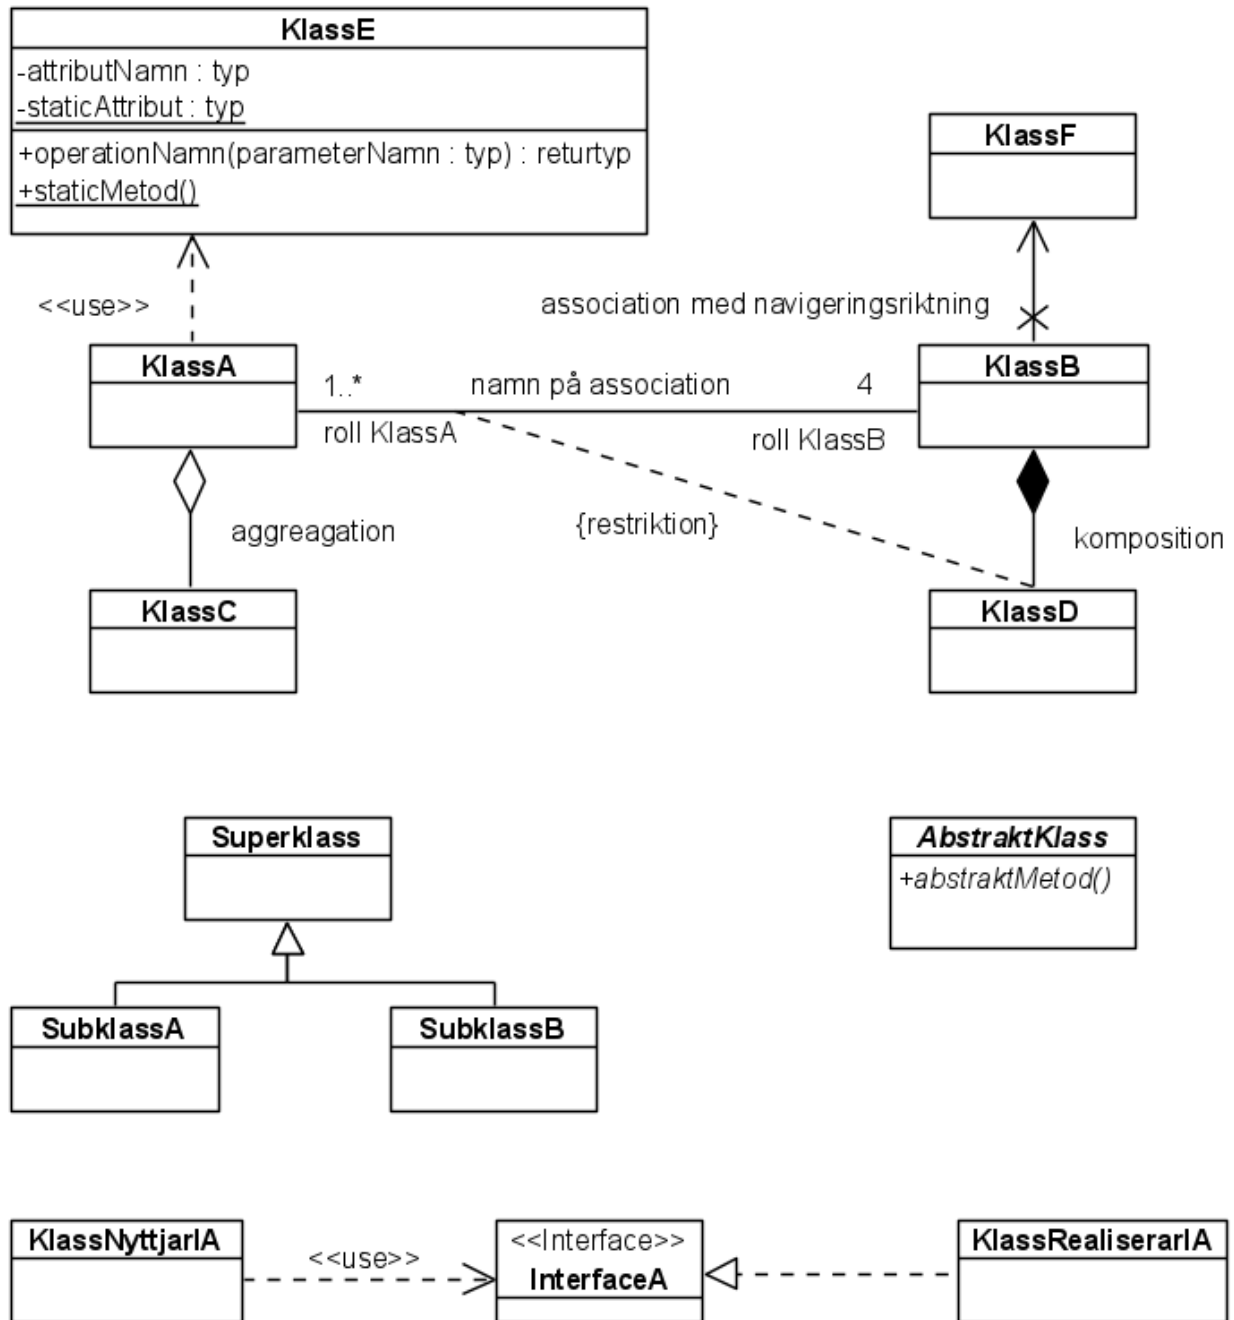 KlassE
-attributNamn : typ
-staticAttribut : typ
+operationNamn(parameterNamn : typ) : returtyp
+staticMetod()
KlassF
<<use>>
association med navigeringsriktning
KlassA
KlassB
1..*
namn på association
4
roll KlassA
roll KlassB
aggreagation
{restriktion}
komposition
KlassC
KlassD
Superklass
AbstraktKlass
+abstraktMetod()
SubklassA
SubklassB
KlassNyttjarIA
<<use>>
<<Interface>>
InterfaceA
KlassRealiserarIA